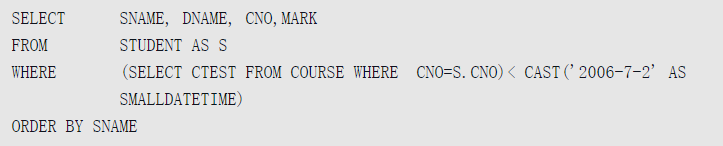 SELECT SNAME, DNAME, CNO,MARK
FROM STUDENT AS S
WHERE (SELECT CTEST FROM COURSE WHERE CNO=S.CNO)< CAST('2006-7-2' AS
SMALLDATETIME)
ORDER BY SNAME